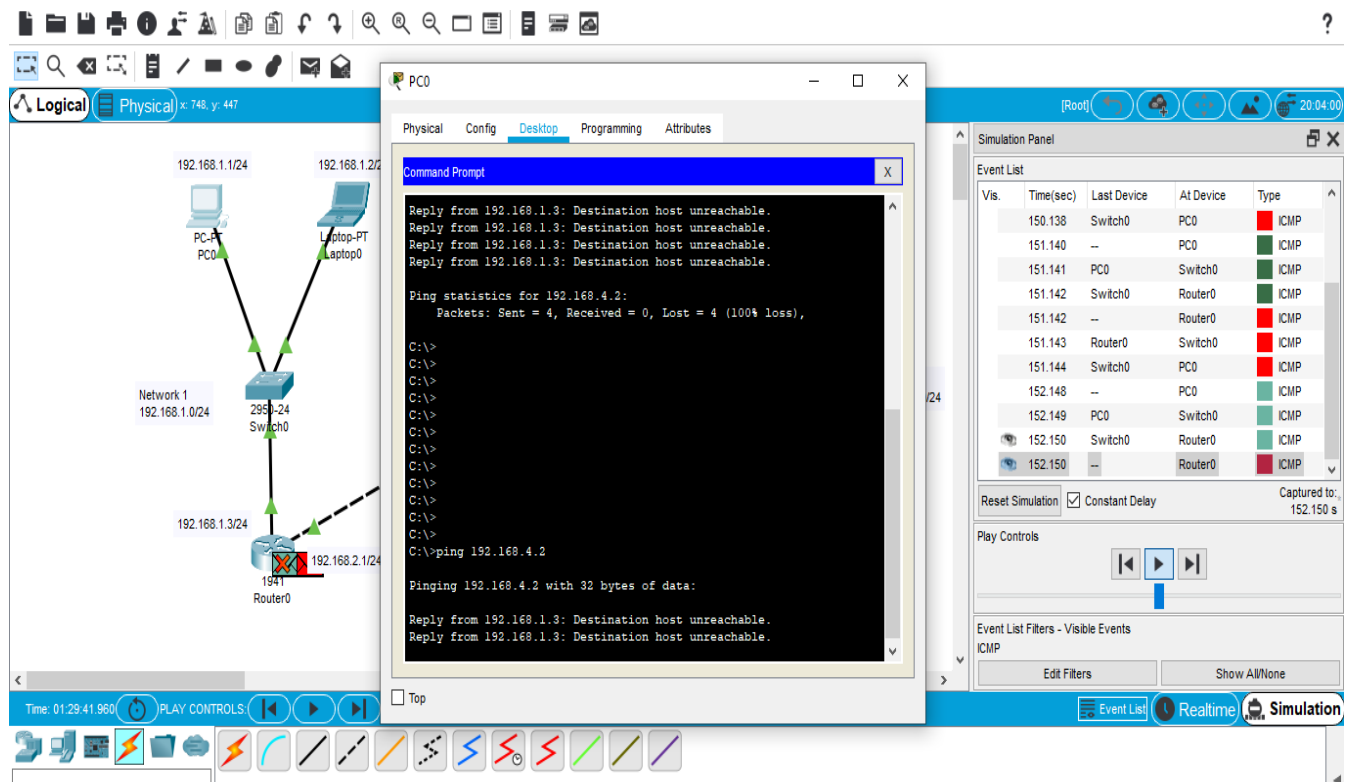 ?
Logical
Physical
x: 748, y: 447
[Root]
20:04:00
192.168.1.1/24
192.168.1.2/2
PC-PT
PC0
Laptop-PT
Laptop0
Network 1
192.168.1.0/24
2950-24
Switch0
192.168.1.3/24
192.168.2.1/24
1941
Router0
/24
PC0
Physical Config Desktop Programming Attributes
Command Prompt
X
Reply from 192.168.1.3: Destination host unreachable.
Reply from 192.168.1.3: Destination host unreachable.
Reply from 192.168.1.3: Destination host unreachable.
Reply from 192.168.1.3: Destination host unreachable.
Ping statistics for 192.168.4.2:
Packets: Sent = 4, Received = 0, Lost = 4 (100% loss),
C:\>
C:\>
C:\>
C:\>
C:\>
C:\>
C:\>
C:\>
C:\>
C:\>
C:\>
C:\>
C:\>ping 192.168.4.2
Pinging 192.168.4.2 with 32 bytes of data:
Reply from 192.168.1.3: Destination host unreachable.
Reply from 192.168.1.3: Destination host unreachable.
Top
Simulation Panel
Event List
Vis. Time(sec) Last Device At Device Type
150.138 Switch0 PC0 ICMP
151.140 -- PC0 ICMP
151.141 PC0 Switch0 ICMP
151.142 Switch0 Router0 ICMP
151.142 -- Router0 ICMP
151.143 Router0 Switch0 ICMP
151.144 Switch0 PC0 ICMP
152.148 -- PC0 ICMP
152.149 PC0 Switch0 ICMP
152.150 Switch0 Router0 ICMP
152.150 -- Router0 ICMP
Reset Simulation
Constant Delay
Captured to:
152.150 s
Play Controls
Event List Filters - Visible Events
ICMP
Edit Filters
Show All/None
Time: 01:29:41.960
PLAY CONTROLS:
Event List
Realtime
Simulation